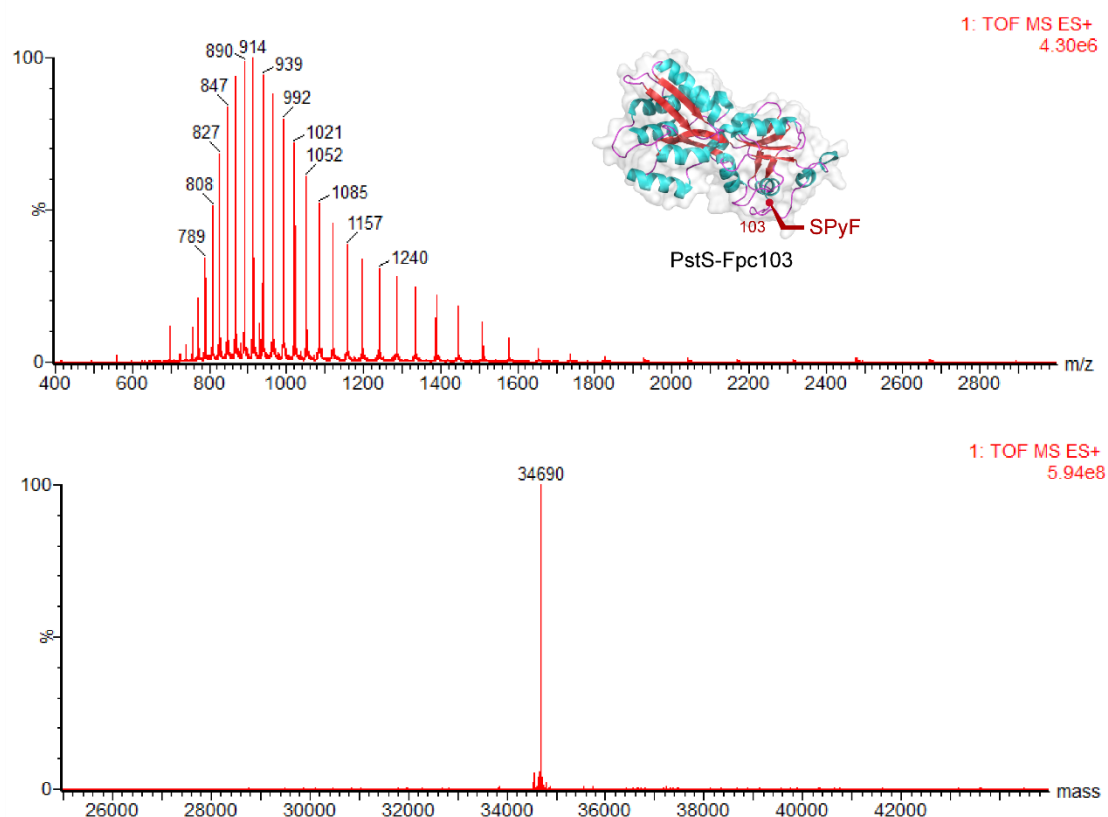 1: TOF MS ES+
4.30e6
100
%
0
890
914
847
939
827
992
1021
808
1052
1085
789
1157
1240
103
SPyF
PstS-Fpc103
400 600 800 1000 1200 1400 1600 1800 2000 2200 2400 2600 2800
m/z
1: TOF MS ES+
5.94e8
100
%
0
34690
26000 28000 30000 32000 34000 36000 38000 40000 42000
mass